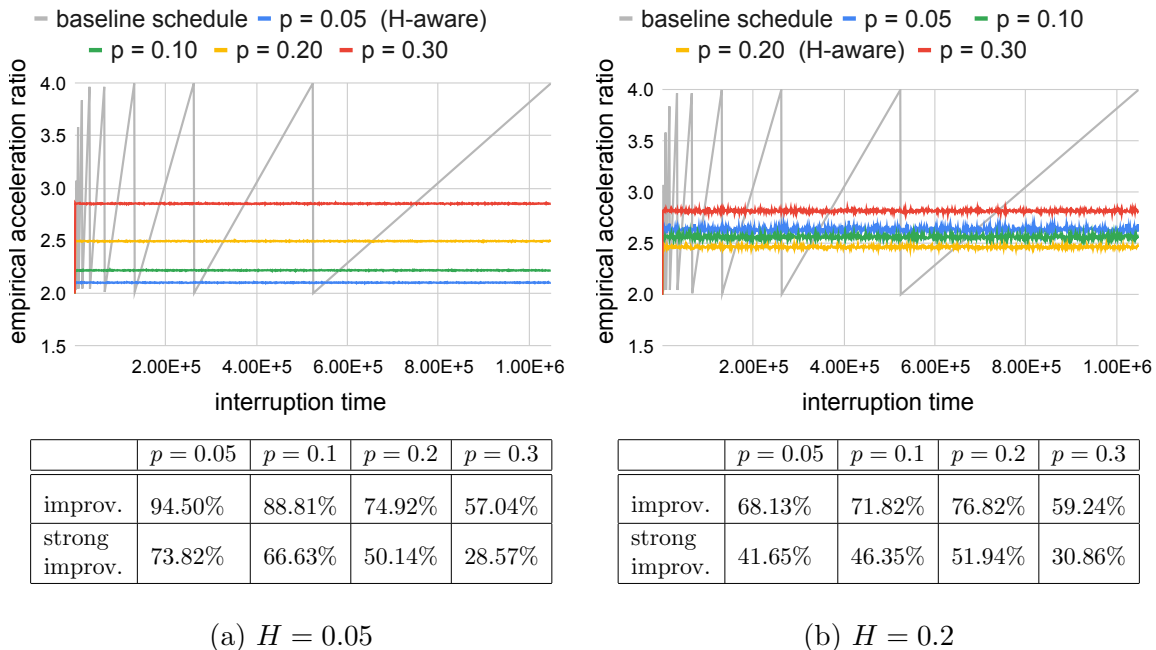 baseline schedule p = 0.05 (H-aware)
p = 0.10 p = 0.20 p = 0.30
empirical acceleration ratio
4.0
3.5
3.0
2.5
2.0
1.5
2.00E+5 4.00E+5 6.00E+5 8.00E+5 1.00E+6
interruption time
p = 0.05 p = 0.1 p = 0.2 p = 0.3
improv. 94.50% 88.81% 74.92% 57.04%
strong
improv. 73.82% 66.63% 50.14% 28.57%
(a) H = 0.05
baseline schedule p = 0.05 p = 0.10
p = 0.20 (H-aware) p = 0.30
empirical acceleration ratio
4.0
3.5
3.0
2.5
2.0
1.5
2.00E+5 4.00E+5 6.00E+5 8.00E+5 1.00E+6
interruption time
p = 0.05 p = 0.1 p = 0.2 p = 0.3
improv. 68.13% 71.82% 76.82% 59.24%
strong
improv. 41.65% 46.35% 51.94% 30.86%
(b) H = 0.2